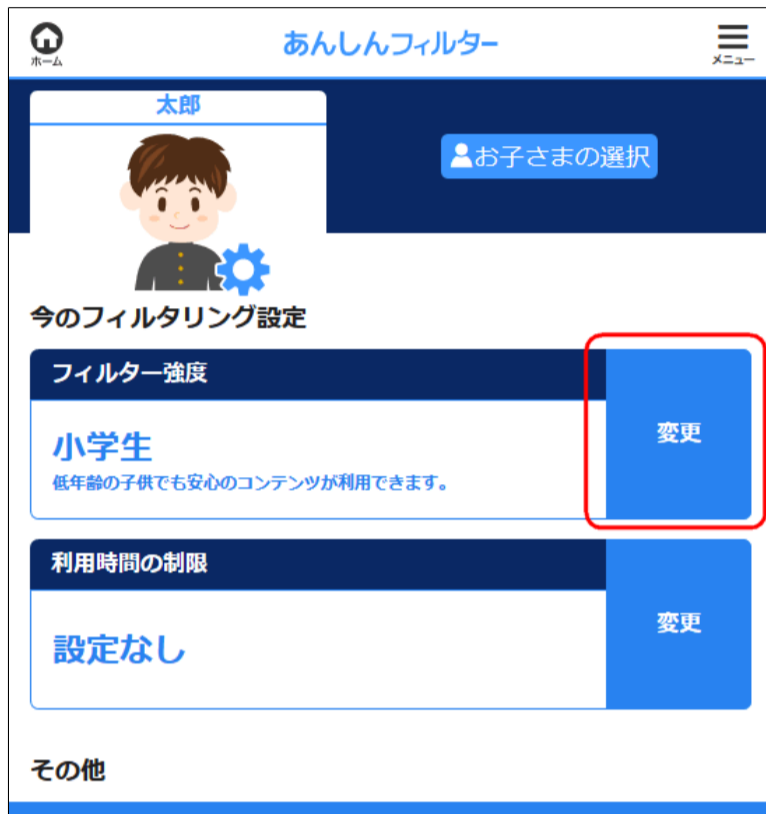 あんしんフィルター
ホーム
メニュー
太郎
お子さまの選択
今のフィルタリング設定
フィルター強度
小学生
低年齢の子供でも安心のコンテンツが利用できます。
変更
利用時間の制限
設定なし
変更
その他